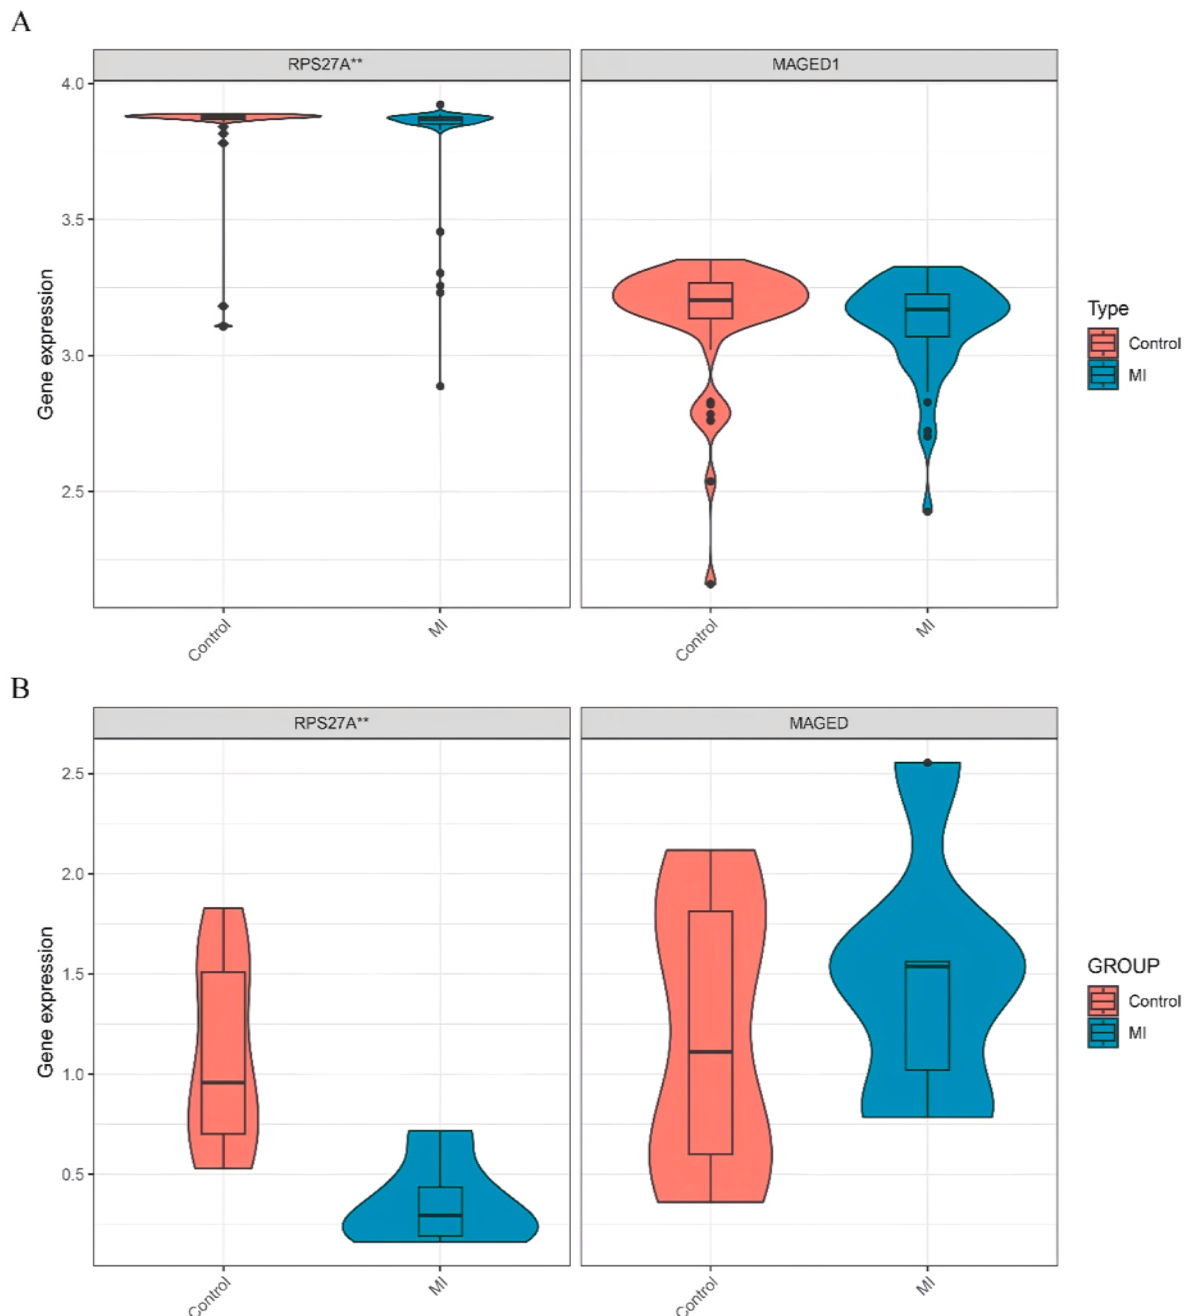 A
RPS27A** MAGED1
4.0
3.5
3.0
2.5
Gene expression
Control MI Control MI
Type
Control
MI
B
RPS27A** MAGED
2.5
2.0
1.5
1.0
0.5
Gene expression
Control MI Control MI
GROUP
Control
MI